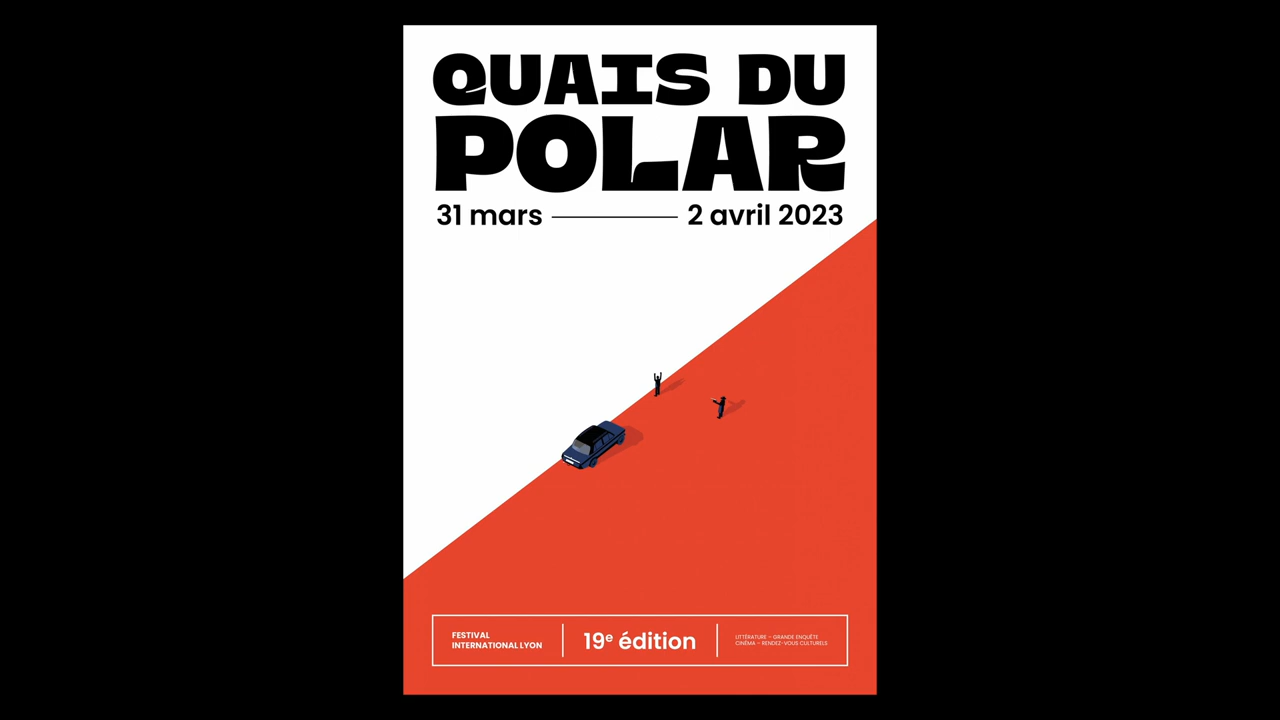 QUAIS DU
POLAR
31 mars — 2 avril 2023
FESTIVAL
INTERNATIONAL LYON
19e édition
LITTÉRATURE – GRANDE ENQUÊTE
CINÉMA – RENDEZ-VOUS CULTURELS